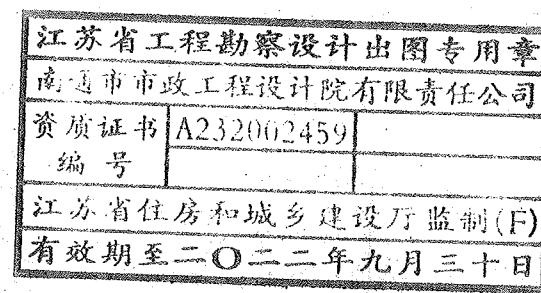 江苏省工程勘察设计出图专用章
南通市市政工程设计院有限责任公司
资质证书 A232002459
编号
江苏省住房和城乡建设厅监制(F)
有效期至二〇二二年九月三十日